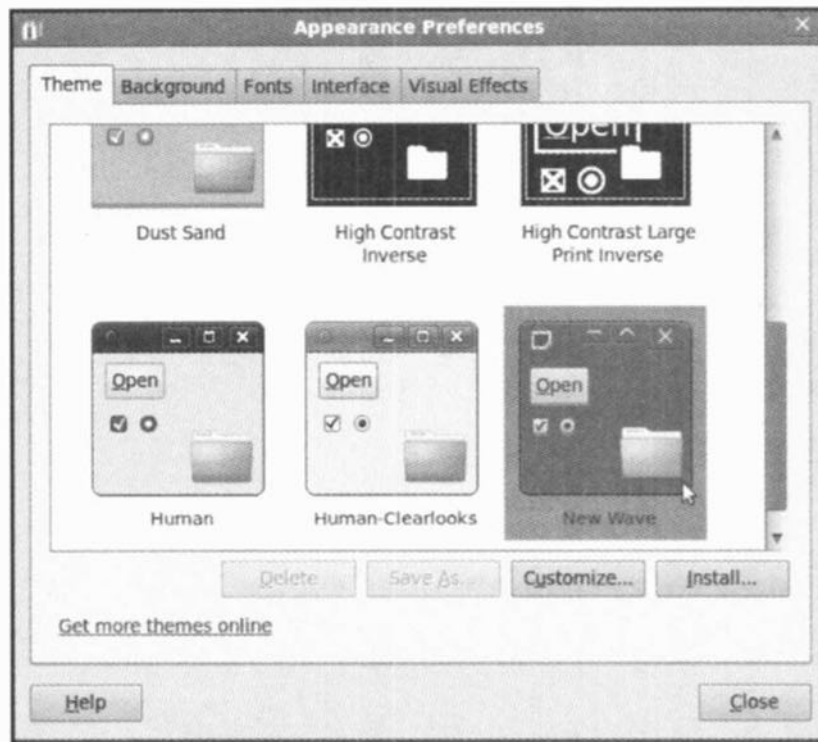 Appearance Preferences
Theme Background Fonts Interface Visual Effects
Open
Dust Sand High Contrast Inverse High Contrast Large Print Inverse
Open Open Open
Human Human-Clearlooks New Wave
Delete Save As... Customize... Install...
Get more themes online
Help Close